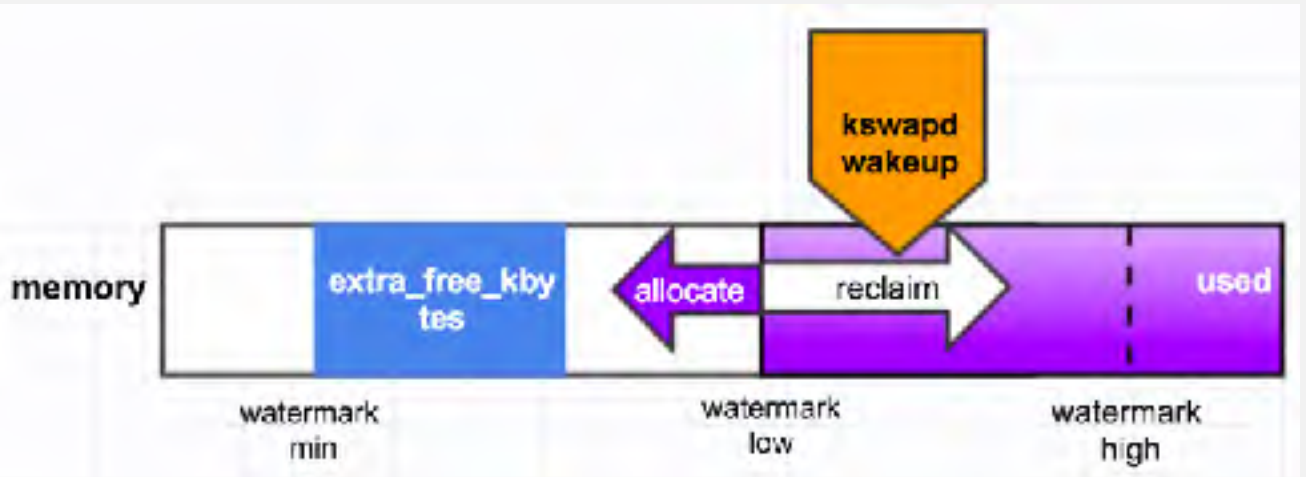 kswapd
wakeup
memory
extra_free_kby
tes
allocate
reclaim
used
watermark
min
watermark
low
watermark
high